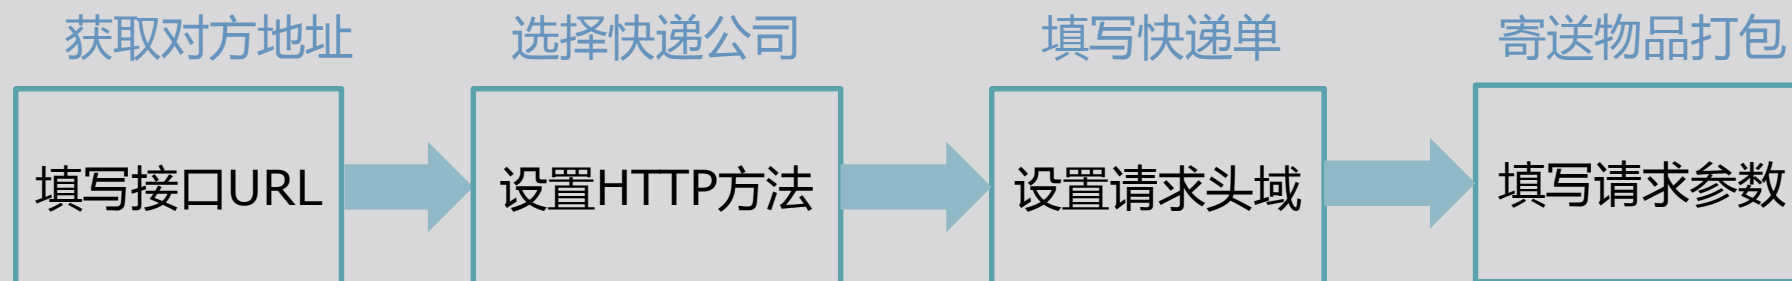 获取对方地址
选择快递公司
填写快递单
寄送物品打包
填写接口URL
设置HTTP方法
设置请求头域
填写请求参数